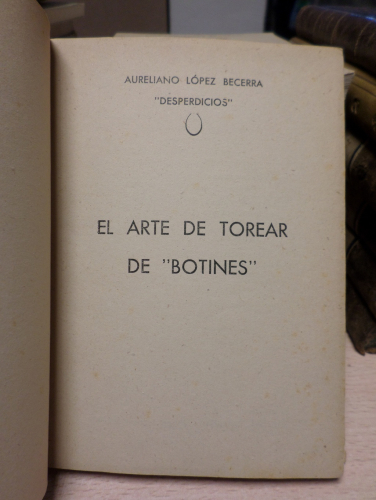 AURELIANO LÓPEZ BECERRA
"DESPERDICIOS"
EL ARTE DE TOREAR
DE "BOTINES"